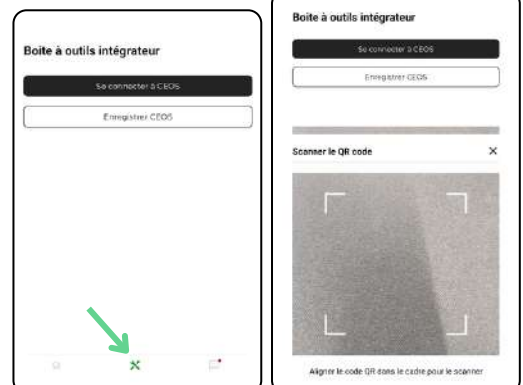 Boite à outils intégrateur
Se connecter à CEOS
Enregistrer CEOS
Boite à outils intégrateur
Se connecter à CEOS
Enregistrer CEOS
Scanner le QR code
Aligner le code QR dans le cadre pour le scanner